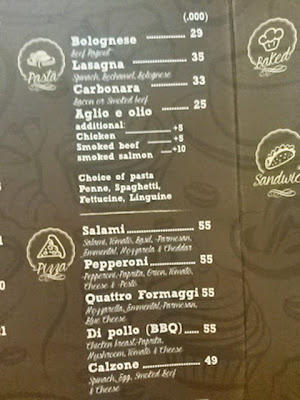 (.000)
Bolognese 29
Beef Ragout
Lasagna 35
Spinach, Bechamel, Bolognese
Carbonara 33
Bacon or Smoked beef
Aglio e olio 25
additional:
Chicken +5
Smoked beef +5
smoked salmon +10
Choice of pasta
Penne, Spaghetti,
Fettucine, Linguine
Pasta
Salami 55
Salami, Tomato, Basil, Parmesan,
Emmental, Mozzarela & Cheddar
Pepperoni 55
Pepperoni, Paprika, Onion, Tomato,
Cheese & Pesto
Quattro Formaggi 55
Mozzarella, Emmental, Parmesan,
Blue Cheese
Di pollo (BBQ) 55
Chicken breast, Paprika,
Mushroom, Tomato & Cheese
Calzone 49
Spinach, Egg, Smoked Beef
& Cheese
Pizza
Baked
Sandwic